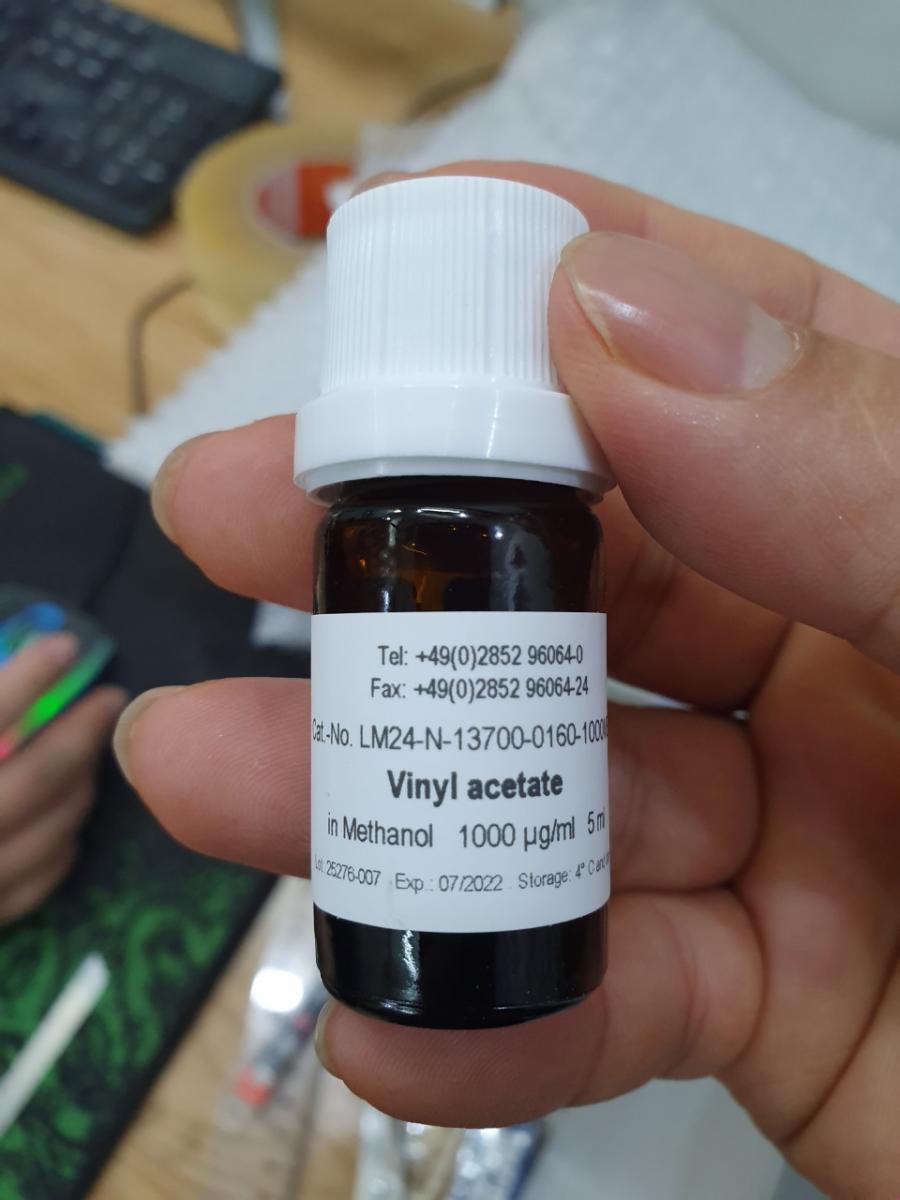 Tel: +49(0)2852 96064-0
Fax: +49(0)2852 96064-24
Cat.-No. LM24-N-13700-0160-1000
Vinyl acetate
in Methanol 1000 µg/ml 5 ml
Lot: 25276-007 Exp.: 07/2022 Storage: 4° C and